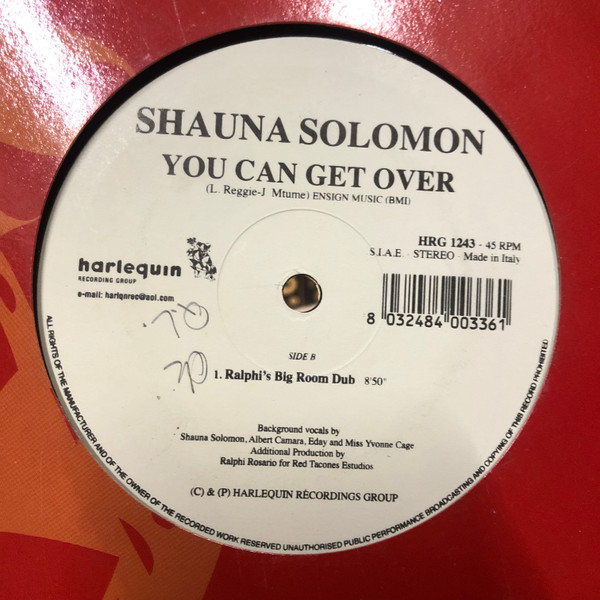 SHAUNA SOLOMON
YOU CAN GET OVER
(L. Reggie-J Mtume) ENSIGN MUSIC (BMI)
HRG 1243 - 45 RPM
S.I.A.E. - STEREO - Made in Italy
harlequin
RECORDING GROUP
e-mail: harlqnrec@aol.com
8 032484 003361
SIDE B
1. Ralphi's Big Room Dub 8'50"
Background vocals by
Shauna Solomon, Albert Camara, Eday and Miss Yvonne Cage
Additional Production by
Ralphi Rosario for Red Tacones Estudios
(C) & (P) HARLEQUIN RECORDINGS GROUP
ALL RIGHTS OF THE MANUFACTURER AND OF THE OWNER OF THE RECORDED WORK RESERVED UNAUTHORISED PUBLIC PERFORMANCE BROADCASTING AND COPYING OF THIS RECORD PROHIBITED